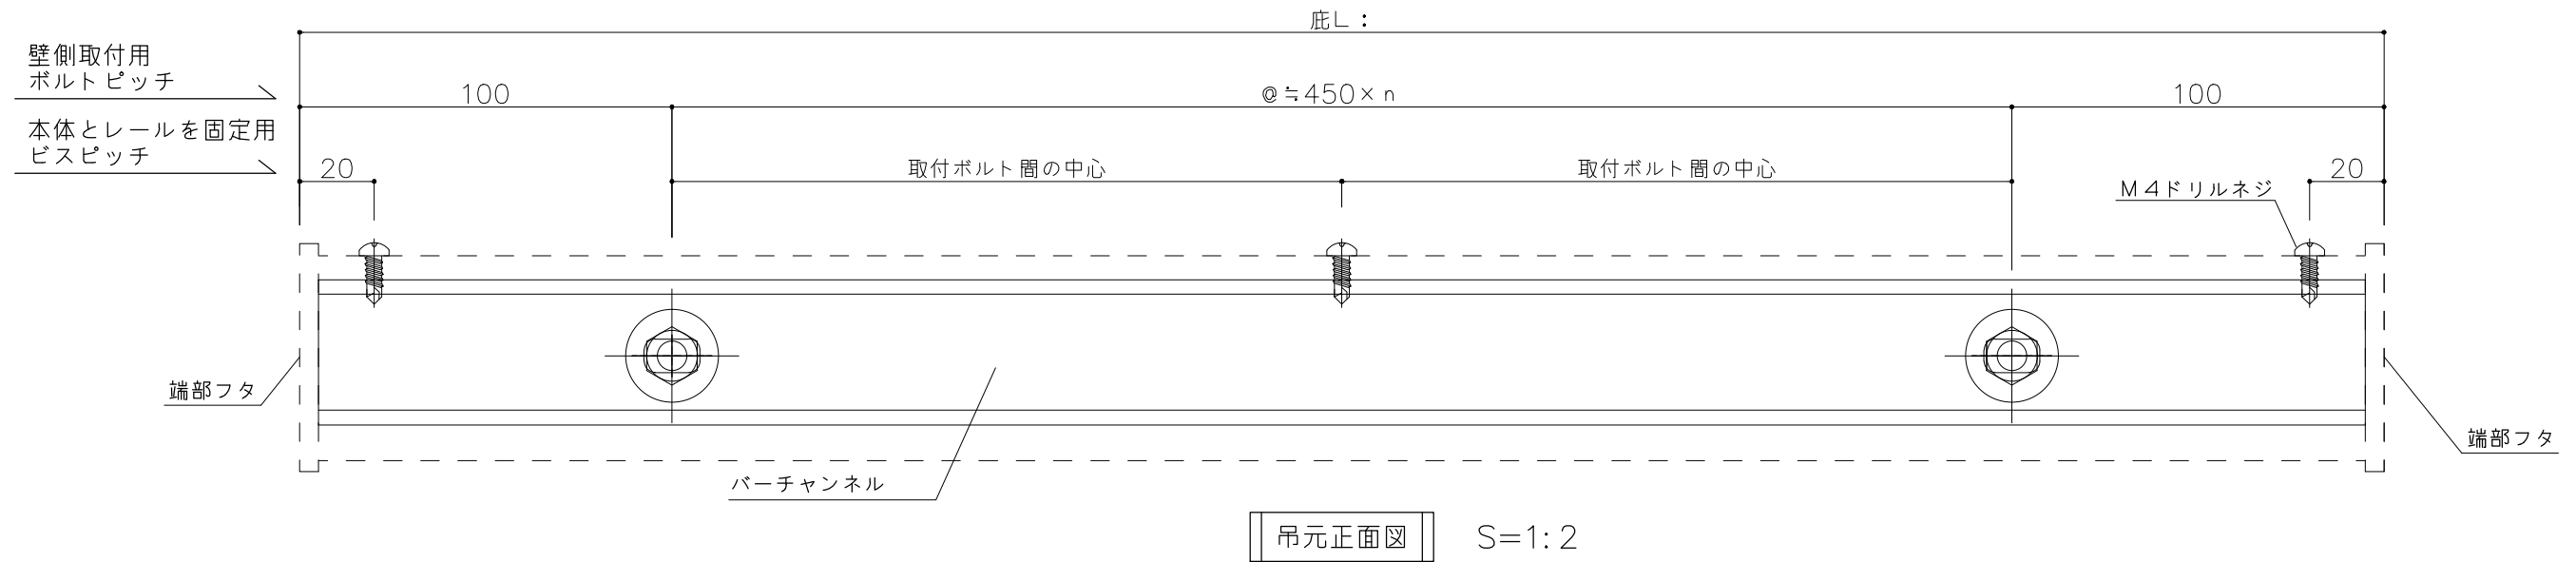 庇L：
壁側取付用
ボルトピッチ
100
@≒450×n
100
本体とレールを固定用
ビスピッチ
20
取付ボルト間の中心
取付ボルト間の中心
20
M4ドリルネジ
端部フタ
端部フタ
バーチャンネル
吊元正面図 S=1:2